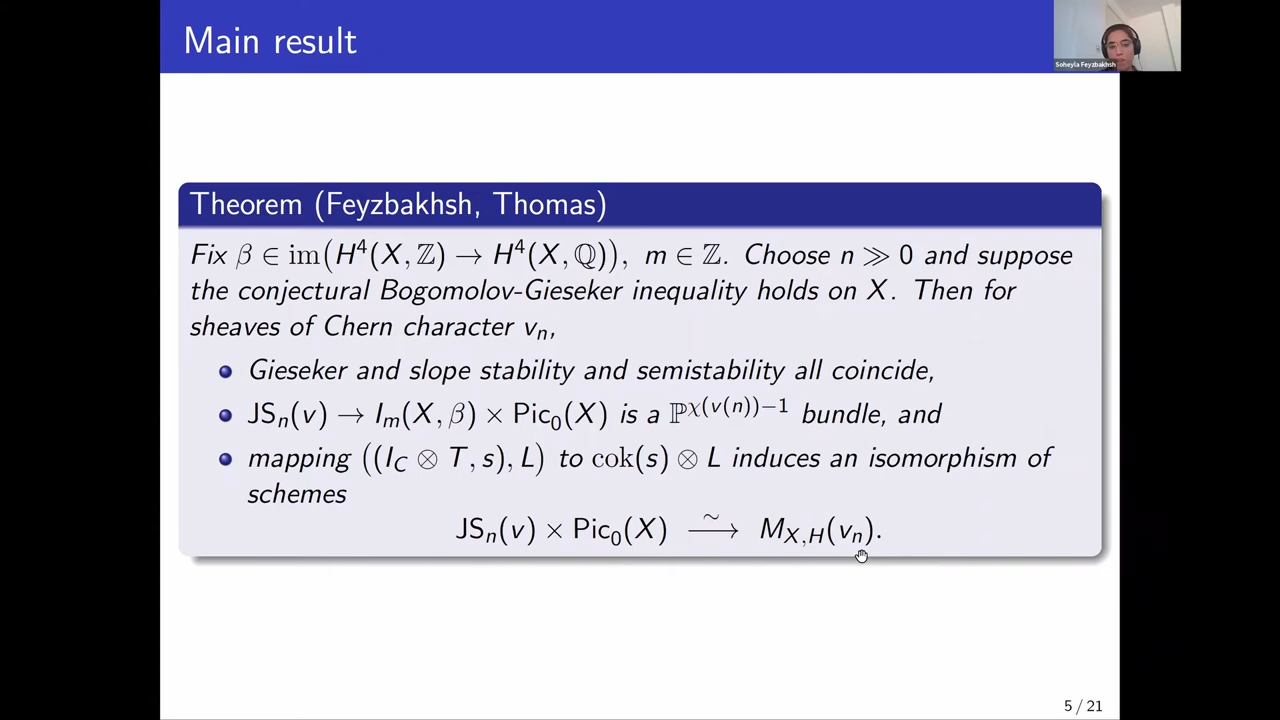 Main result
Soheyla Feyzbakhsh
Theorem (Feyzbakhsh, Thomas)
Fix β ∈ im(H⁴(X, ℤ) → H⁴(X, ℚ)), m ∈ ℤ. Choose n ≫ 0 and suppose
the conjectural Bogomolov-Gieseker inequality holds on X. Then for
sheaves of Chern character vₙ,
• Gieseker and slope stability and semistability all coincide,
• JSₙ(v) → Iₘ(X, β) × Pic₀(X) is a ℙ^{χ(v(n))−1} bundle, and
• mapping ((I_C ⊗ T, s), L) to cok(s) ⊗ L induces an isomorphism of
schemes
JSₙ(v) × Pic₀(X) ⥲ M_{X,H}(vₙ).
5 / 21